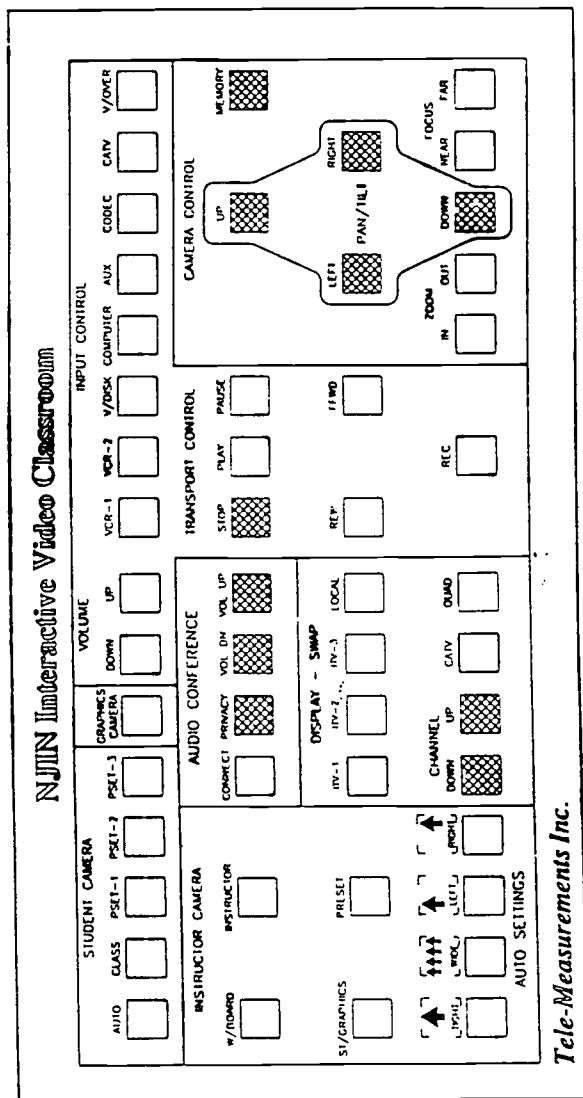 NJIN Interactive Video Classroom
STUDENT CAMERA
AUTO CLASS PSET-1 PSET-2 PSET-3
GRAPHICS
CAMERA
VOLUME
DOWN UP
INPUT CONTROL
VCR-1 VCR-2 V/DISK COMPUTER AUX CODEC CATV V/OVER
INSTRUCTOR CAMERA
W/BOARD INSTRUCTOR
ST/GRAPHICS PRESET
WIDE LEFT RIGHT
AUTO SETTINGS
AUDIO CONFERENCE
CONNECT PRIVACY VOL DN VOL UP
DISPLAY - SWAP
ITV-1 ITV-2 ITV-3 LOCAL
CHANNEL
DOWN UP CATV QUAD
TRANSPORT CONTROL
STOP PLAY PAUSE
REW FFWD
REC
CAMERA CONTROL
MEMORY
UP
LEFT RIGHT
PAN/TILT
DOWN
ZOOM
IN OUT
FOCUS
NEAR FAR
Tele-Measurements Inc.